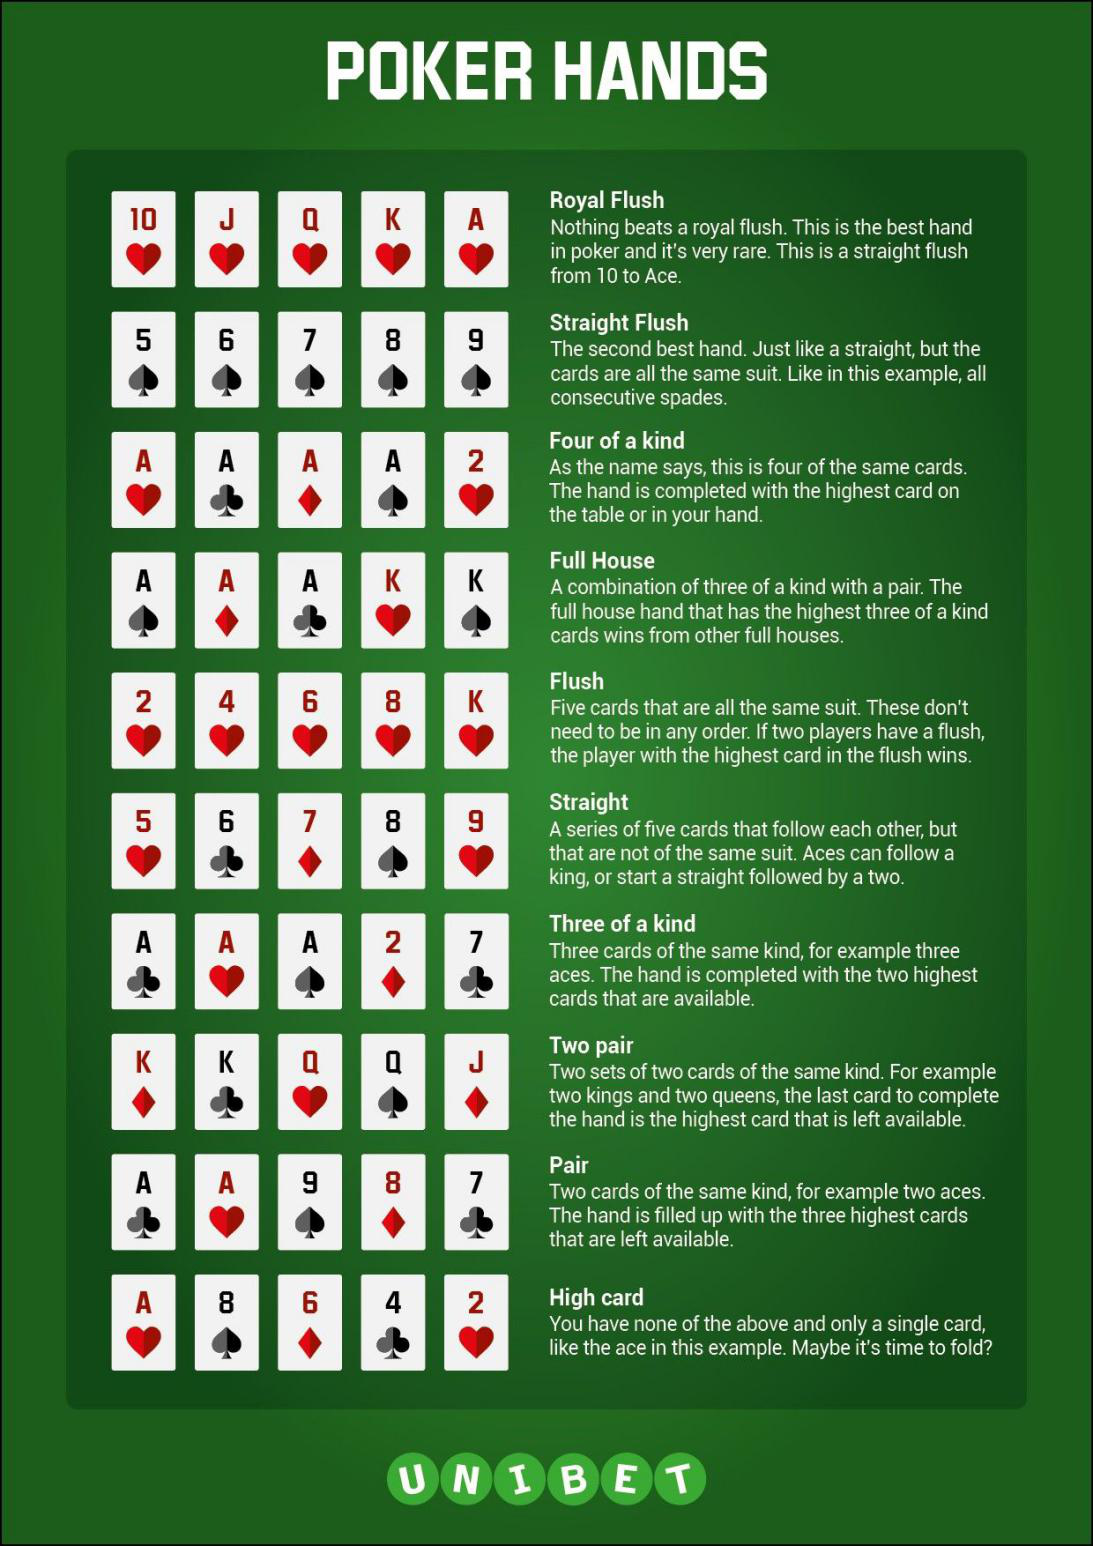 POKER HANDS
10 J Q K A
Royal Flush
Nothing beats a royal flush. This is the best hand
in poker and it's very rare. This is a straight flush
from 10 to Ace.
5 6 7 8 9
Straight Flush
The second best hand. Just like a straight, but the
cards are all the same suit. Like in this example, all
consecutive spades.
A A A A 2
Four of a kind
As the name says, this is four of the same cards.
The hand is completed with the highest card on
the table or in your hand.
A A A K K
Full House
A combination of three of a kind with a pair. The
full house hand that has the highest three of a kind
cards wins from other full houses.
2 4 6 8 K
Flush
Five cards that are all the same suit. These don't
need to be in any order. If two players have a flush,
the player with the highest card in the flush wins.
5 6 7 8 9
Straight
A series of five cards that follow each other, but
that are not of the same suit. Aces can follow a
king, or start a straight followed by a two.
A A A 2 7
Three of a kind
Three cards of the same kind, for example three
aces. The hand is completed with the two highest
cards that are available.
K K Q Q J
Two pair
Two sets of two cards of the same kind. For example
two kings and two queens, the last card to complete
the hand is the highest card that is left available.
A A 9 8 7
Pair
Two cards of the same kind, for example two aces.
The hand is filled up with the three highest cards
that are left available.
A 8 6 4 2
High card
You have none of the above and only a single card,
like the ace in this example. Maybe it's time to fold?
UNIBET